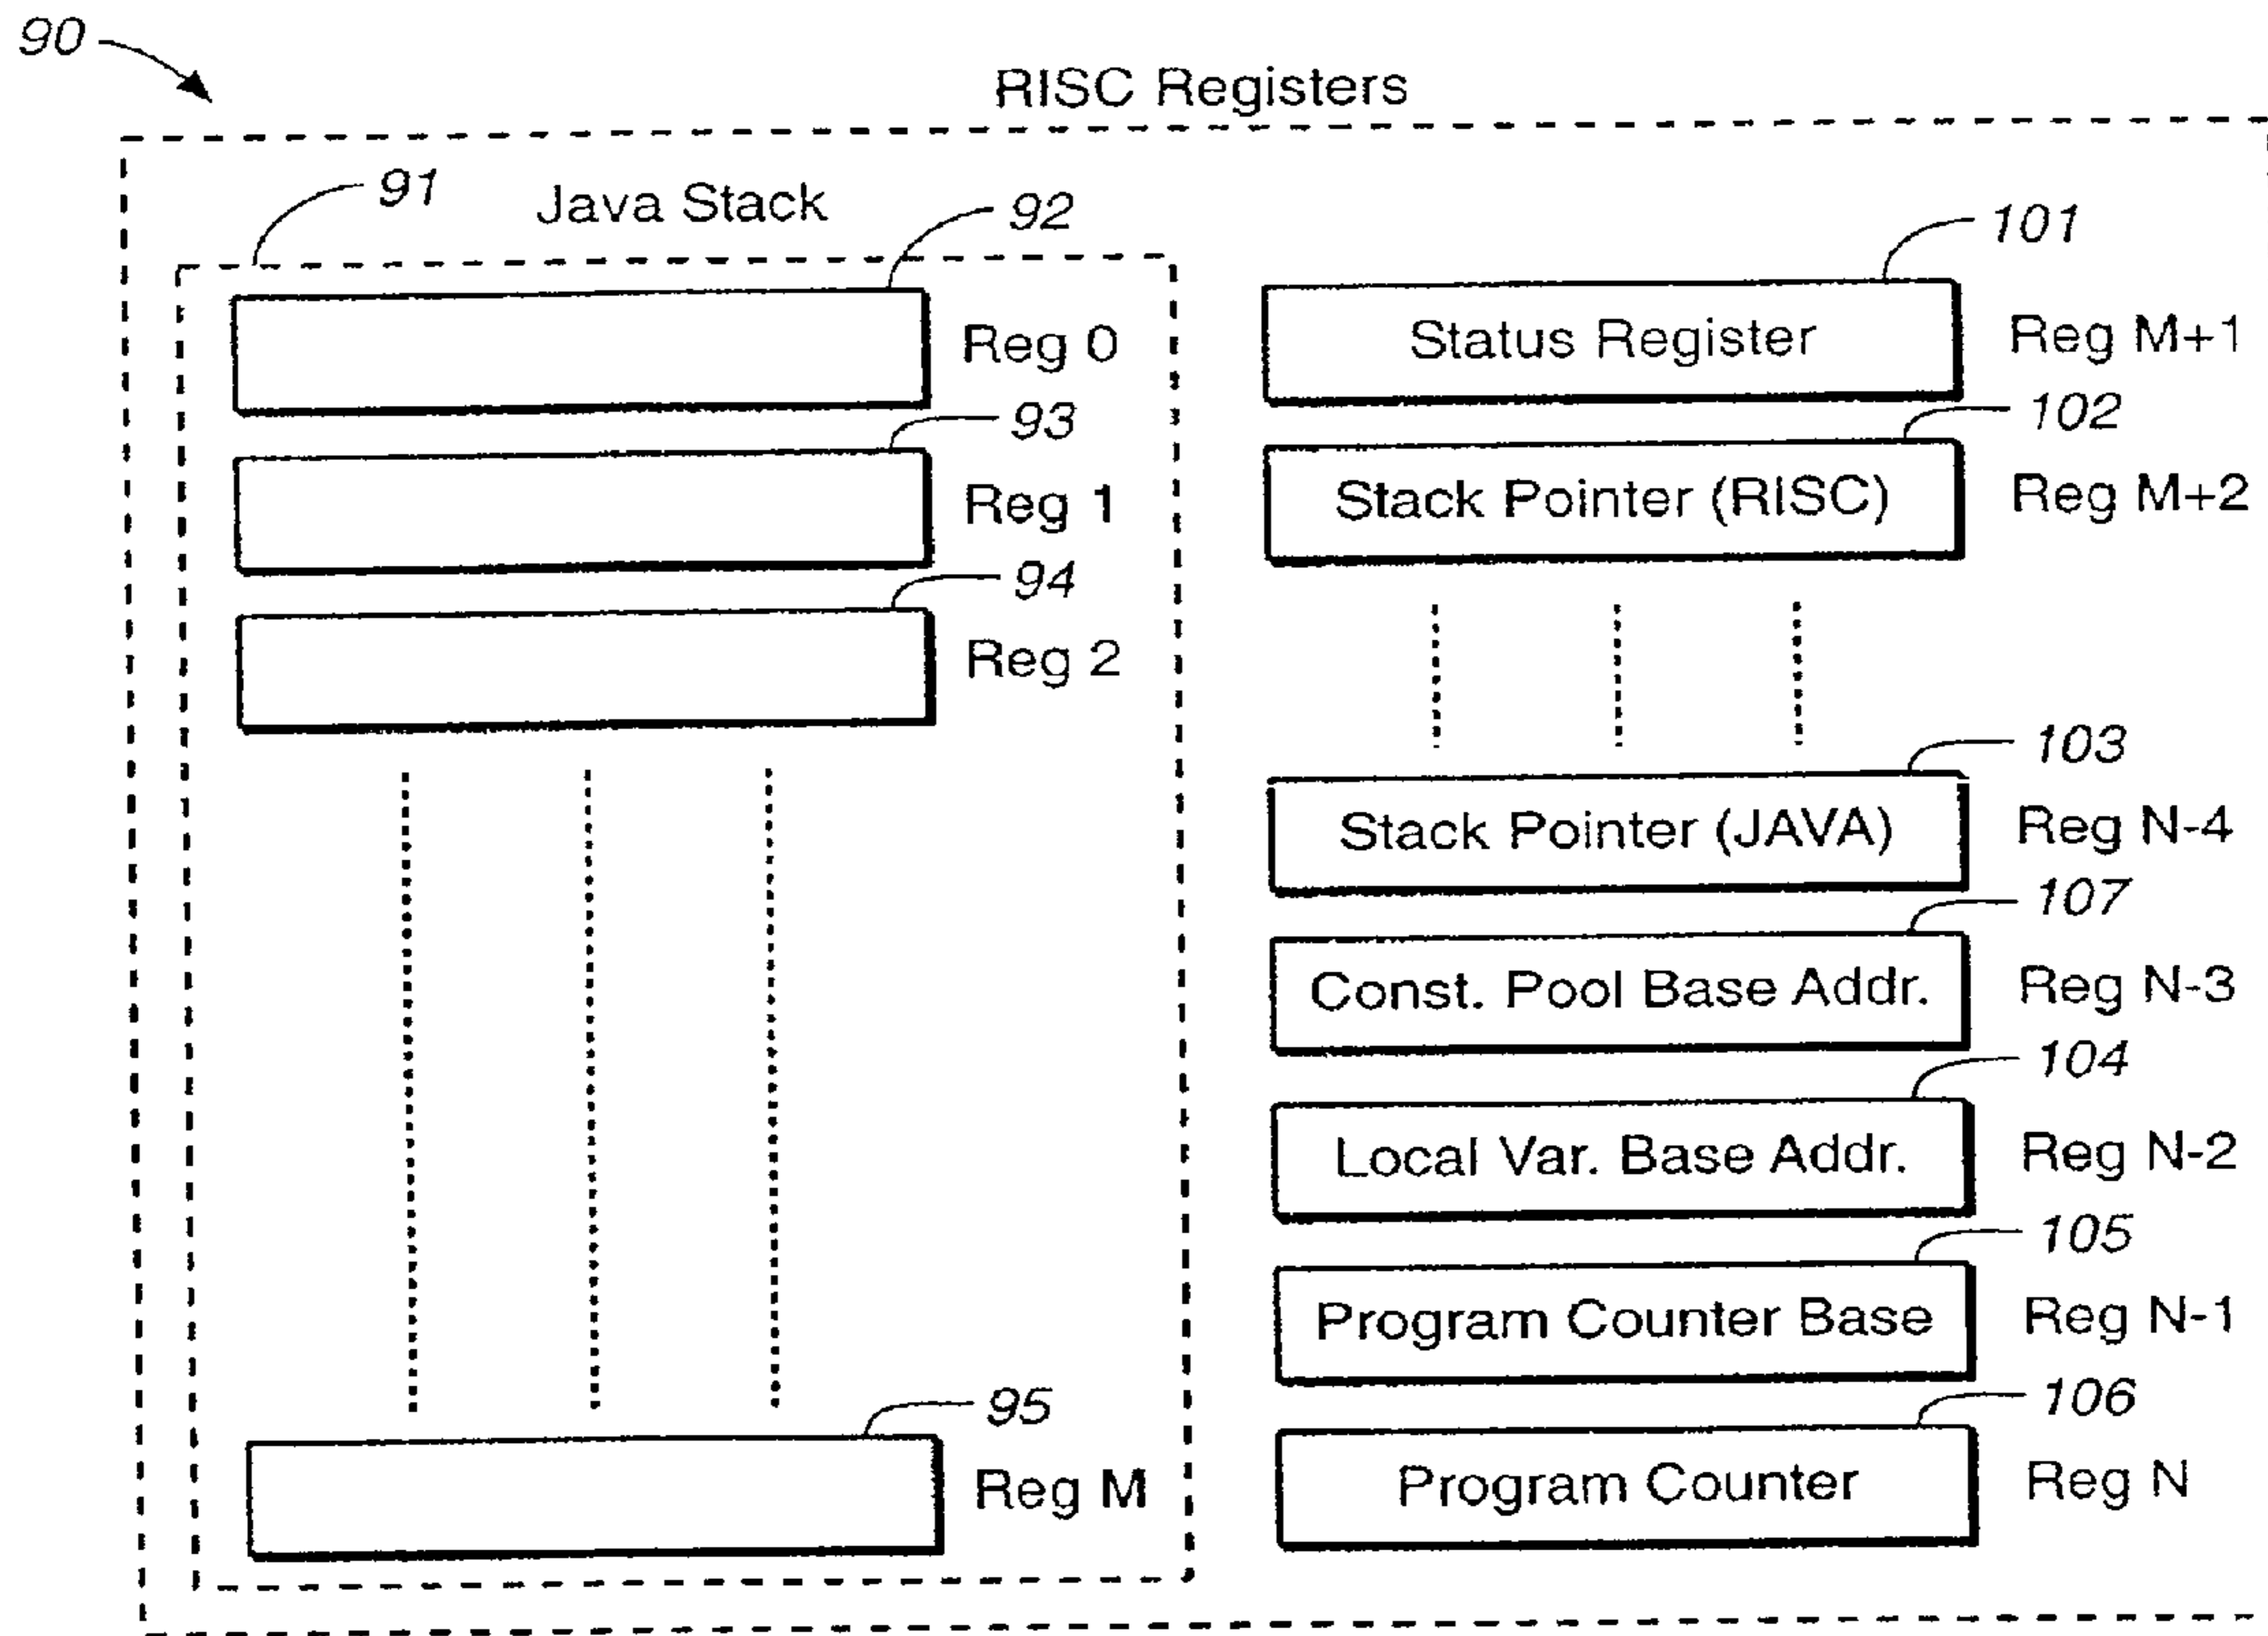 90
RISC Registers
91
Java Stack
92
Reg 0
93
Reg 1
94
Reg 2
95
Reg M
101
Status Register
Reg M+1
102
Stack Pointer (RISC)
Reg M+2
103
Stack Pointer (JAVA)
Reg N-4
107
Const. Pool Base Addr.
Reg N-3
104
Local Var. Base Addr.
Reg N-2
105
Program Counter Base
Reg N-1
106
Program Counter
Reg N